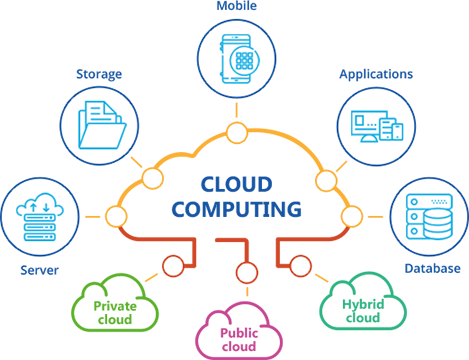 Mobile
Storage
Applications
CLOUD
COMPUTING
Server
Database
Private
cloud
Public
cloud
Hybrid
cloud